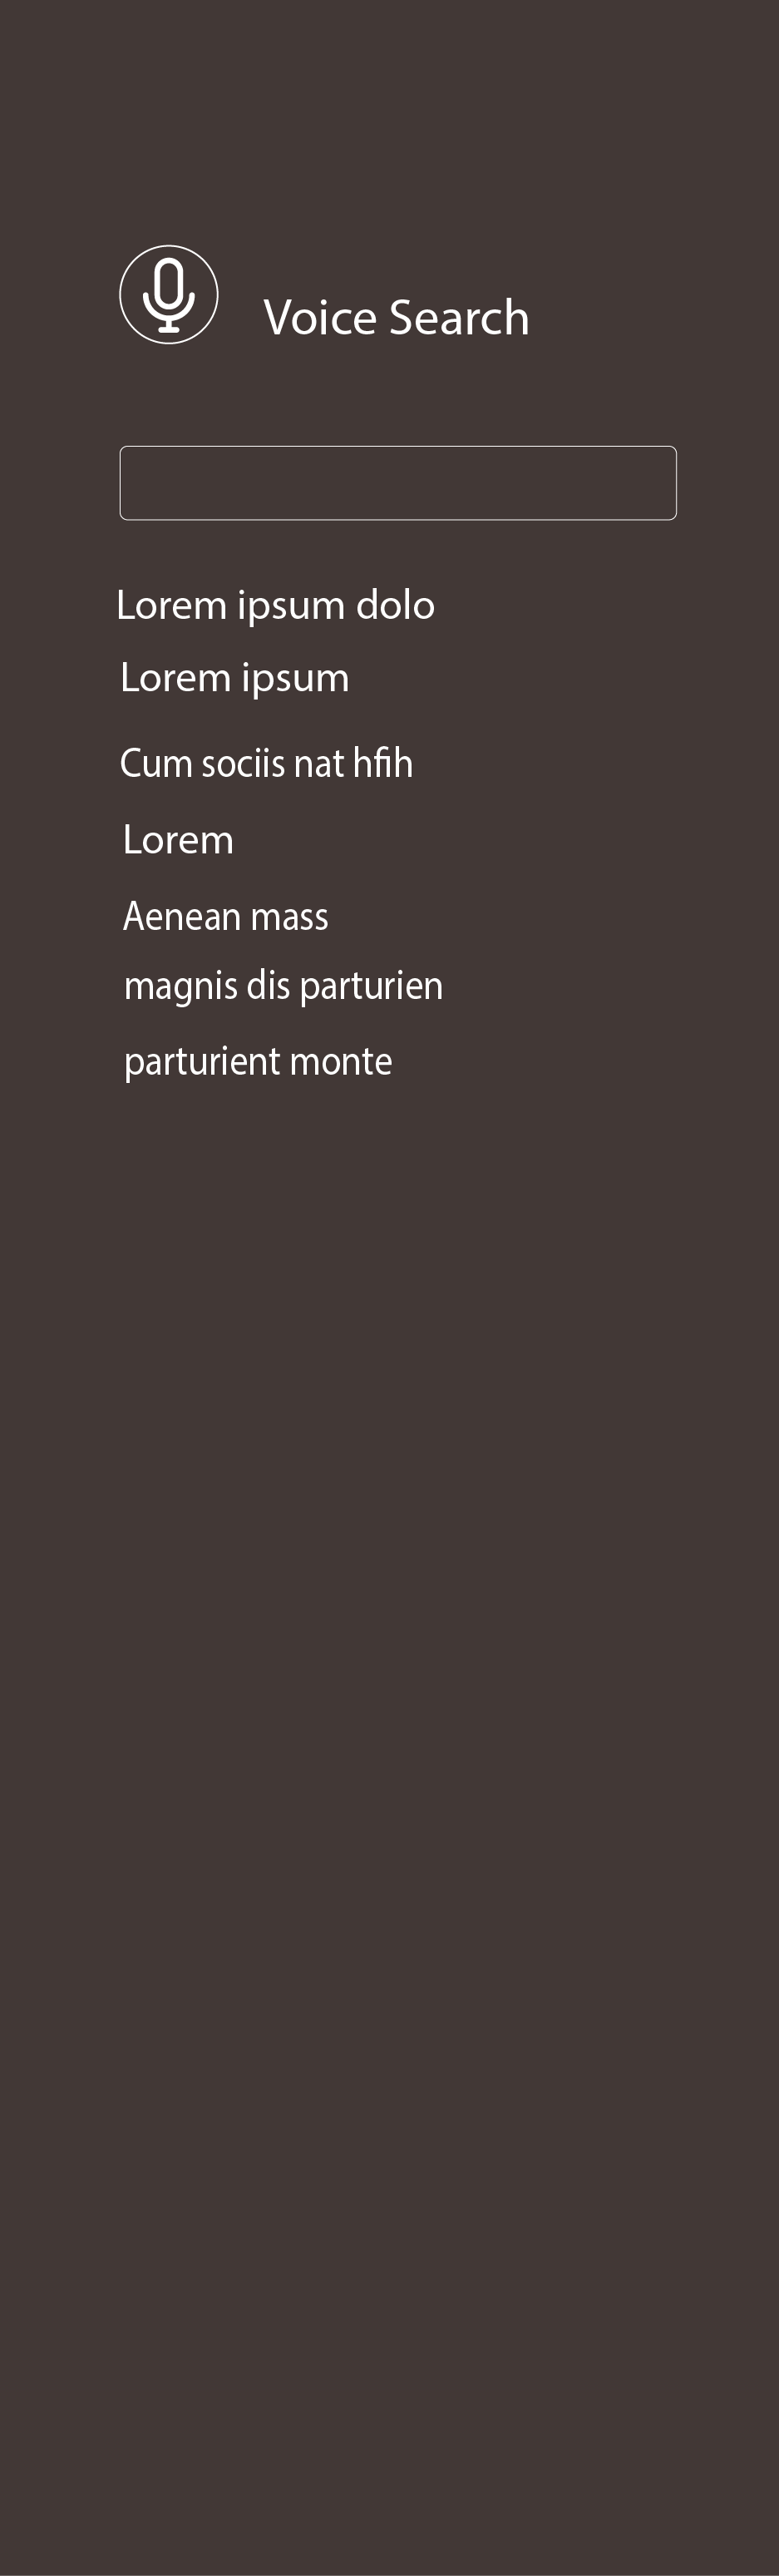 Voice Search
Lorem ipsum dolo
Lorem ipsum
Cum sociis nat hfih
Lorem
Aenean mass
magnis dis parturien
parturient monte